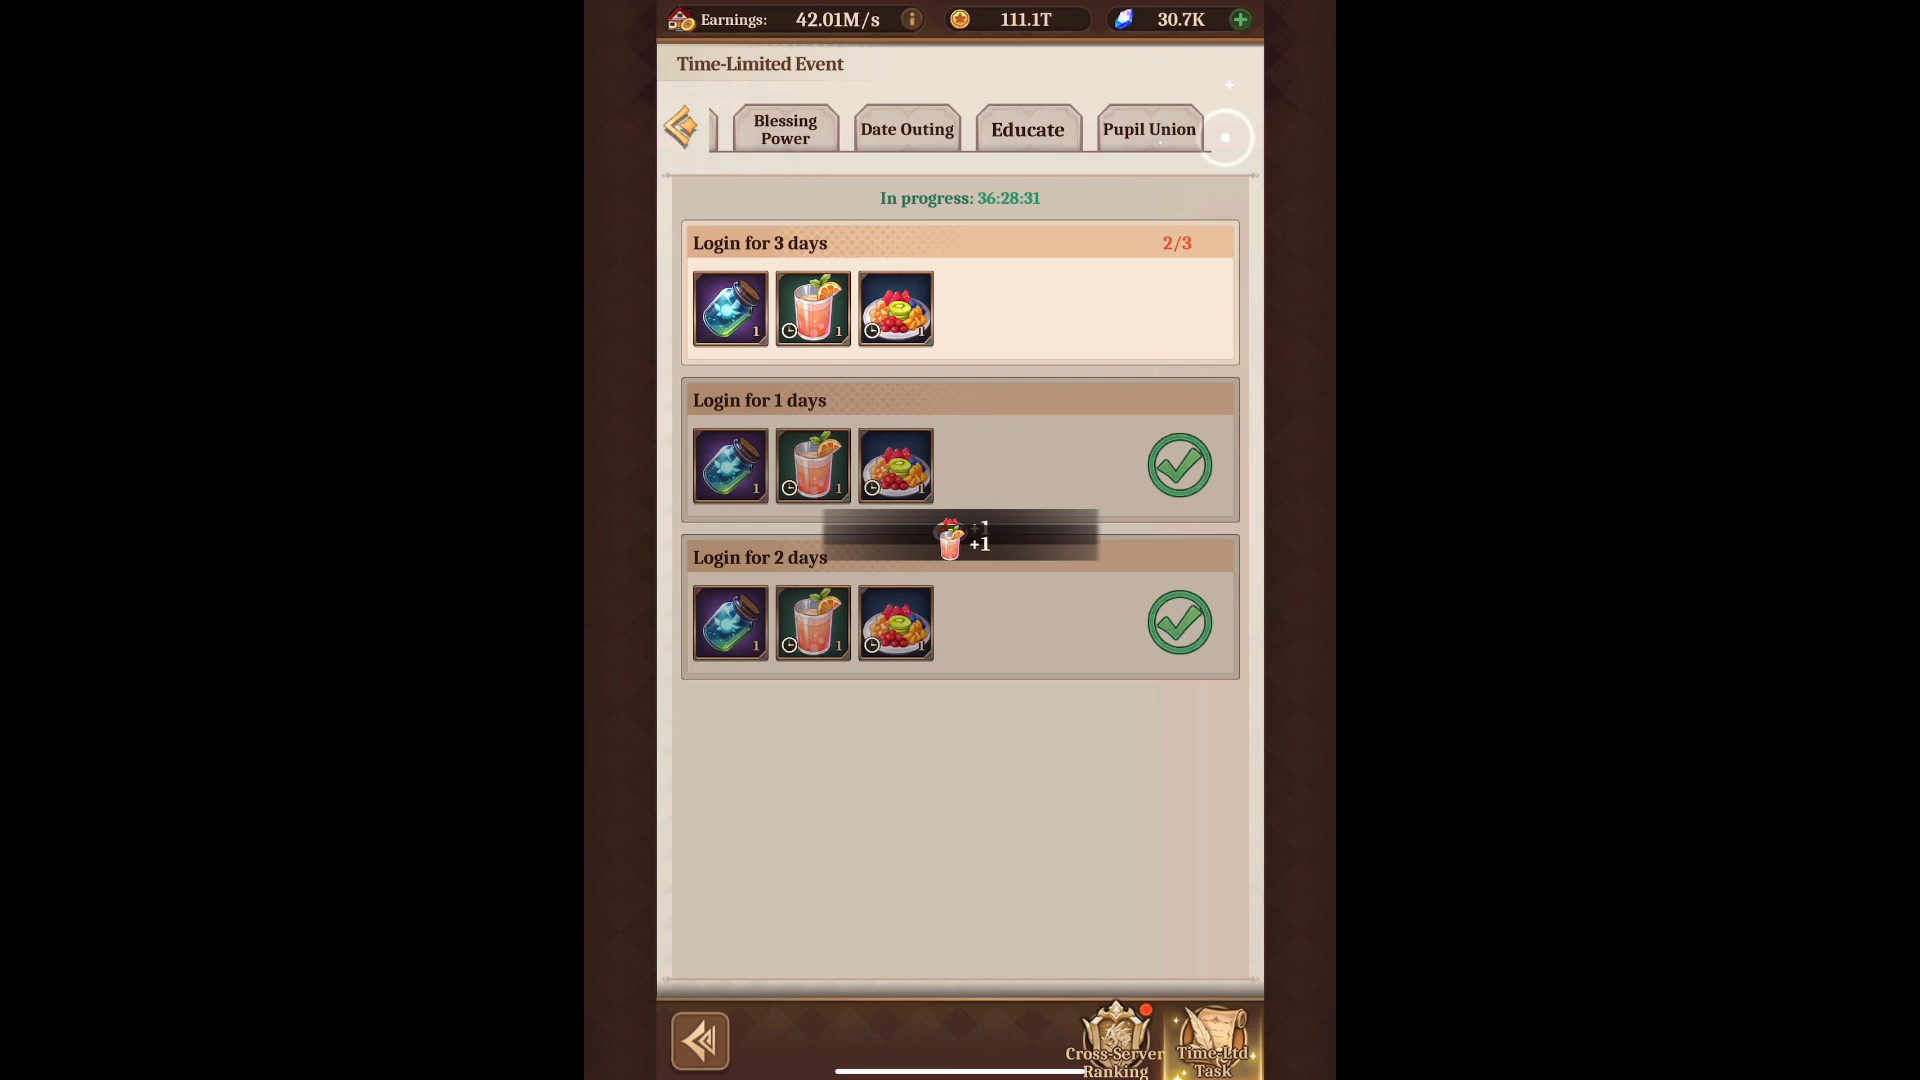 Earnings: 42.01M/s 111.1T 30.7K
Time-Limited Event
Blessing Power
Date Outing
Educate
Pupil Union
In progress: 36:28:31
Login for 3 days 2/3
1 1 1
Login for 1 days
1 1 1
+1
+1
Login for 2 days
1 1 1
Cross-Server
Ranking
Time-Ltd
Task